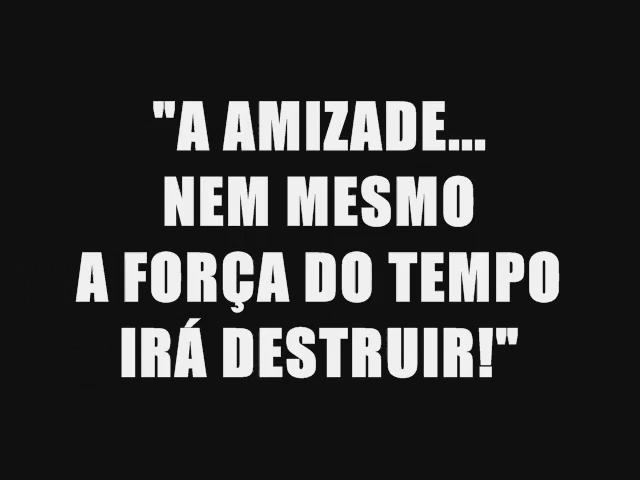 "A AMIZADE...
NEM MESMO
A FORÇA DO TEMPO
IRÁ DESTRUIR!"